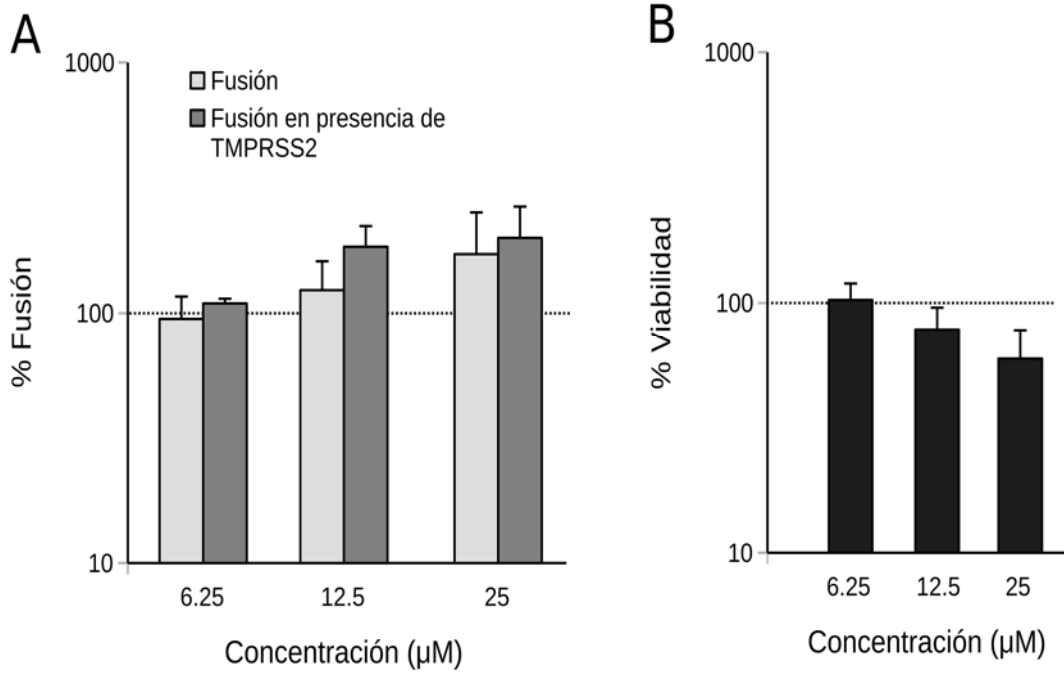 A
1000
Fusión
Fusión en presencia de
TMPRSS2
% Fusión
100
10
6.25 12.5 25
Concentración (µM)
B
1000
% Viabilidad
100
10
6.25 12.5 25
Concentración (µM)